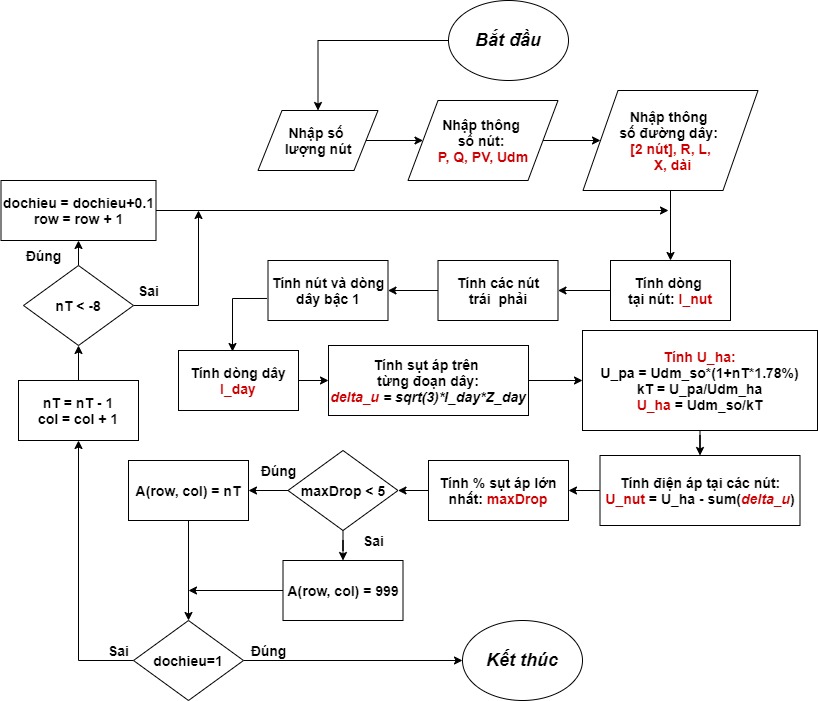 Bắt đầu
Nhập số
lượng nút
Nhập thông
số nút:
P, Q, PV, Udm
Nhập thông
số đường dây:
[2 nút], R, L,
X, dài
dochieu = dochieu+0.1
row = row + 1
Đúng
nT < -8
Sai
Tính dòng
tại nút: I_nut
Tính các nút
trái phải
Tính nút và dòng
dây bậc 1
Tính dòng dây
I_day
Tính sụt áp trên
từng đoạn dây:
delta_u = sqrt(3)*I_day*Z_day
Tính U_ha:
U_pa = Udm_so*(1+nT*1.78%)
kT = U_pa/Udm_ha
U_ha = Udm_so/kT
Tính điện áp tại các nút:
U_nut = U_ha - sum(delta_u)
Tính % sụt áp lớn
nhất: maxDrop
maxDrop < 5
Đúng
Sai
A(row, col) = nT
A(row, col) = 999
nT = nT - 1
col = col + 1
dochieu=1
Sai
Đúng
Kết thúc